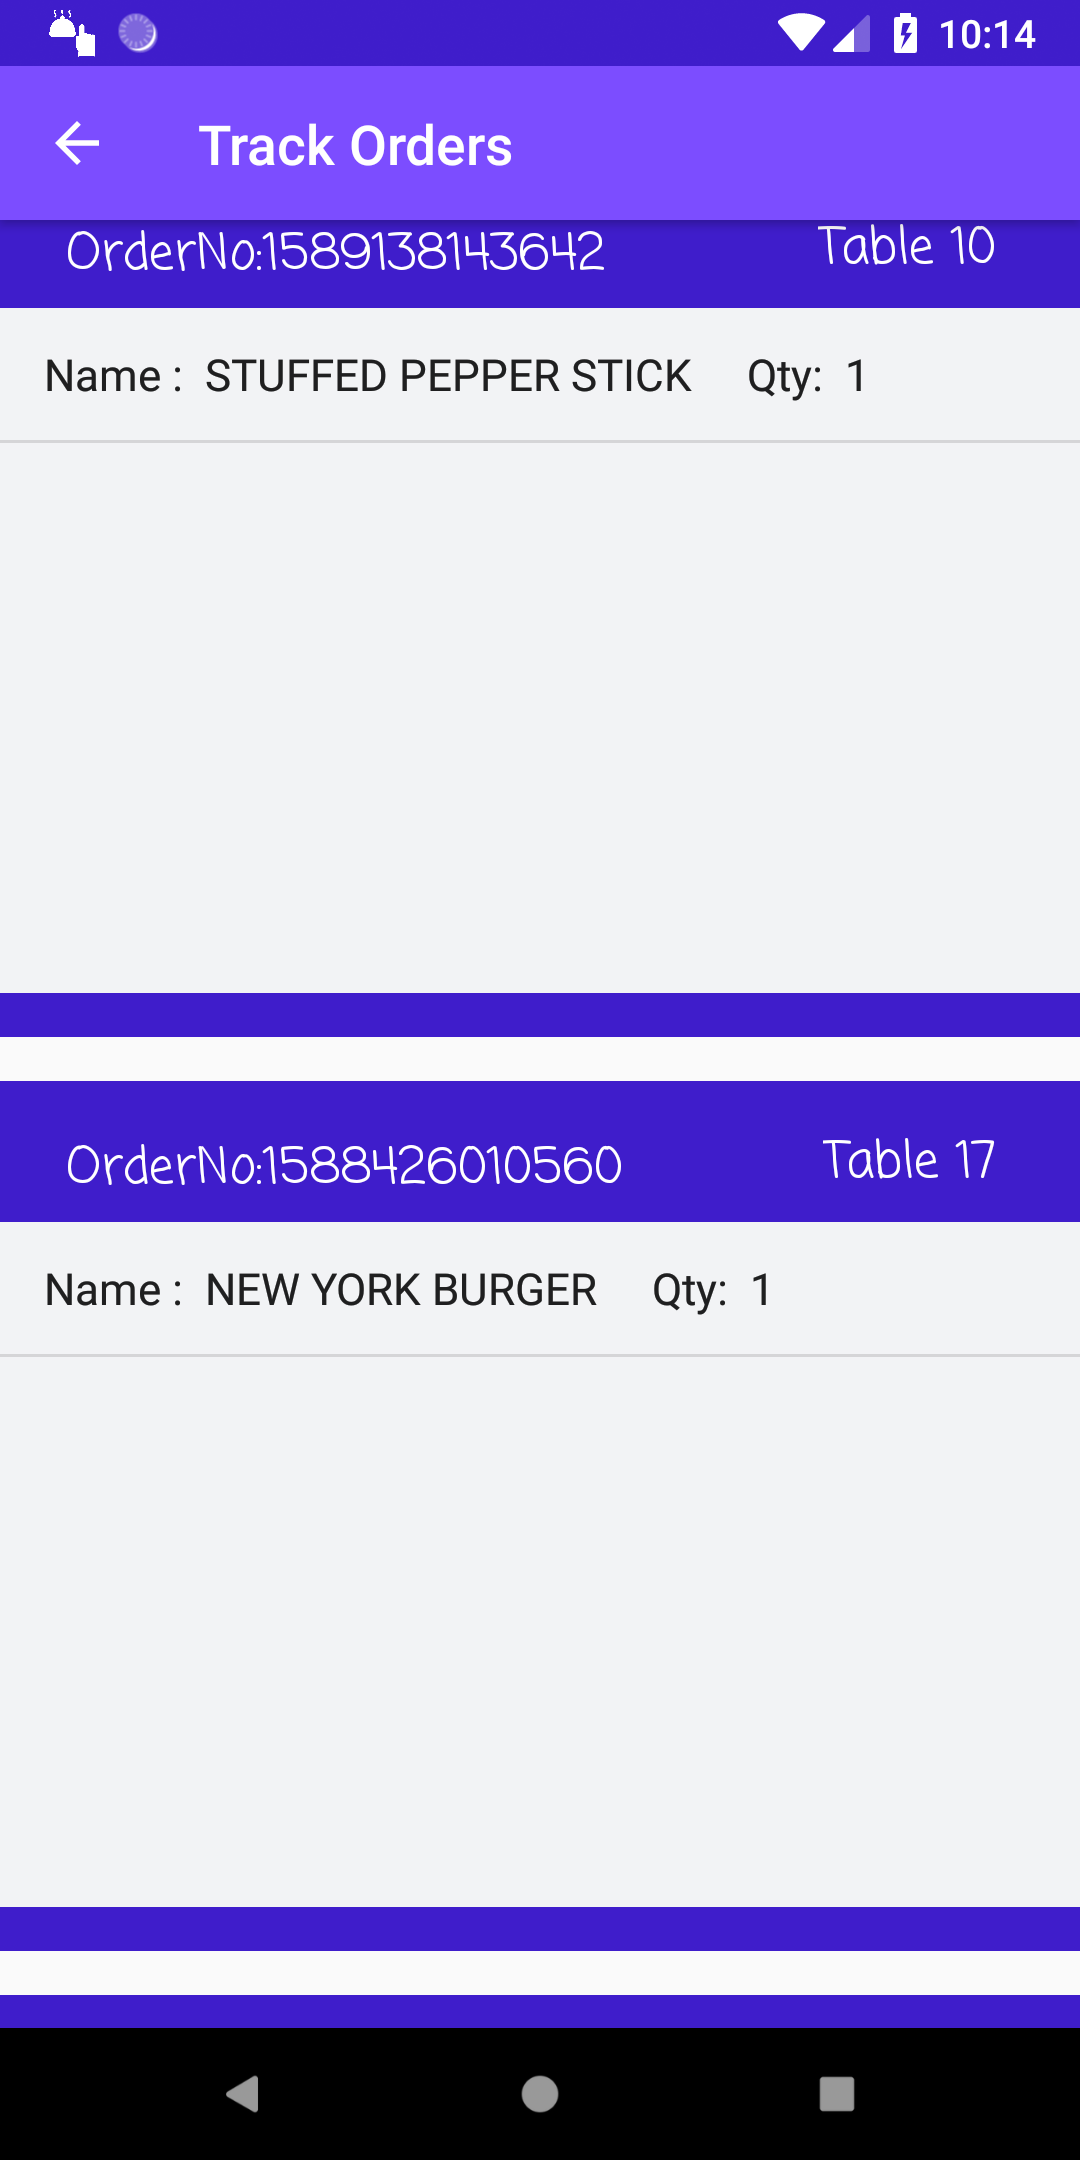 10:14
Track Orders
OrderNo:1589138143642 Table 10
Name : STUFFED PEPPER STICK Qty: 1
OrderNo:1588426010560 Table 17
Name : NEW YORK BURGER Qty: 1